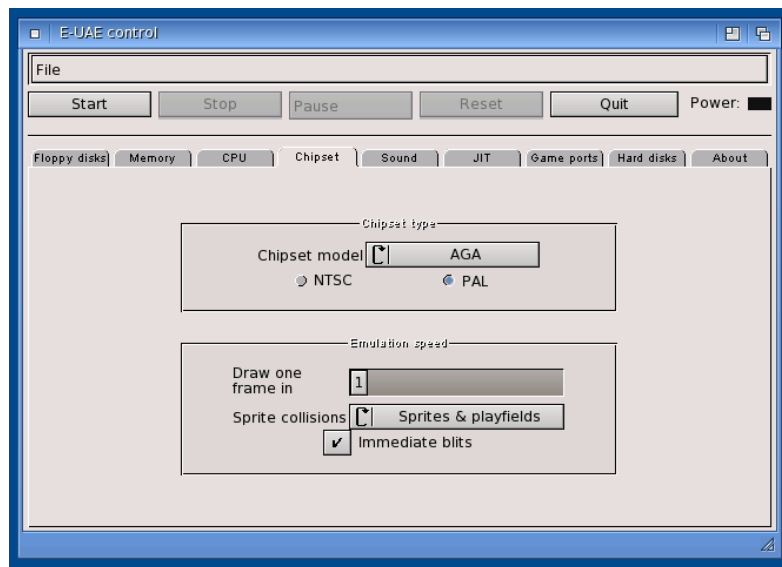 E-UAE control
File
Start Stop Pause Reset Quit Power:
Floppy disks Memory CPU Chipset Sound JIT Game ports Hard disks About
Chipset type
Chipset model AGA
NTSC PAL
Emulation speed
Draw one
frame in
1
Sprite collisions Sprites & playfields
Immediate blits